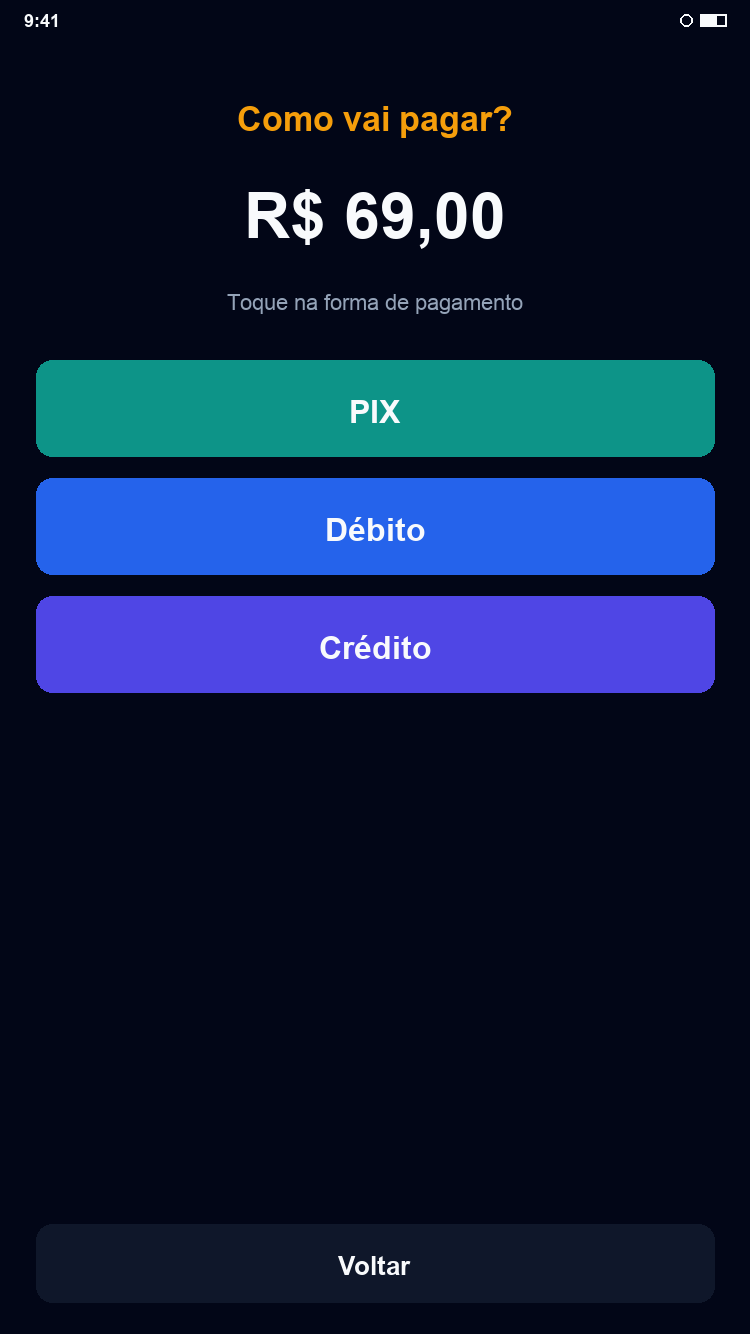 9:41
Como vai pagar?
R$ 69,00
Toque na forma de pagamento
PIX
Débito
Crédito
Voltar